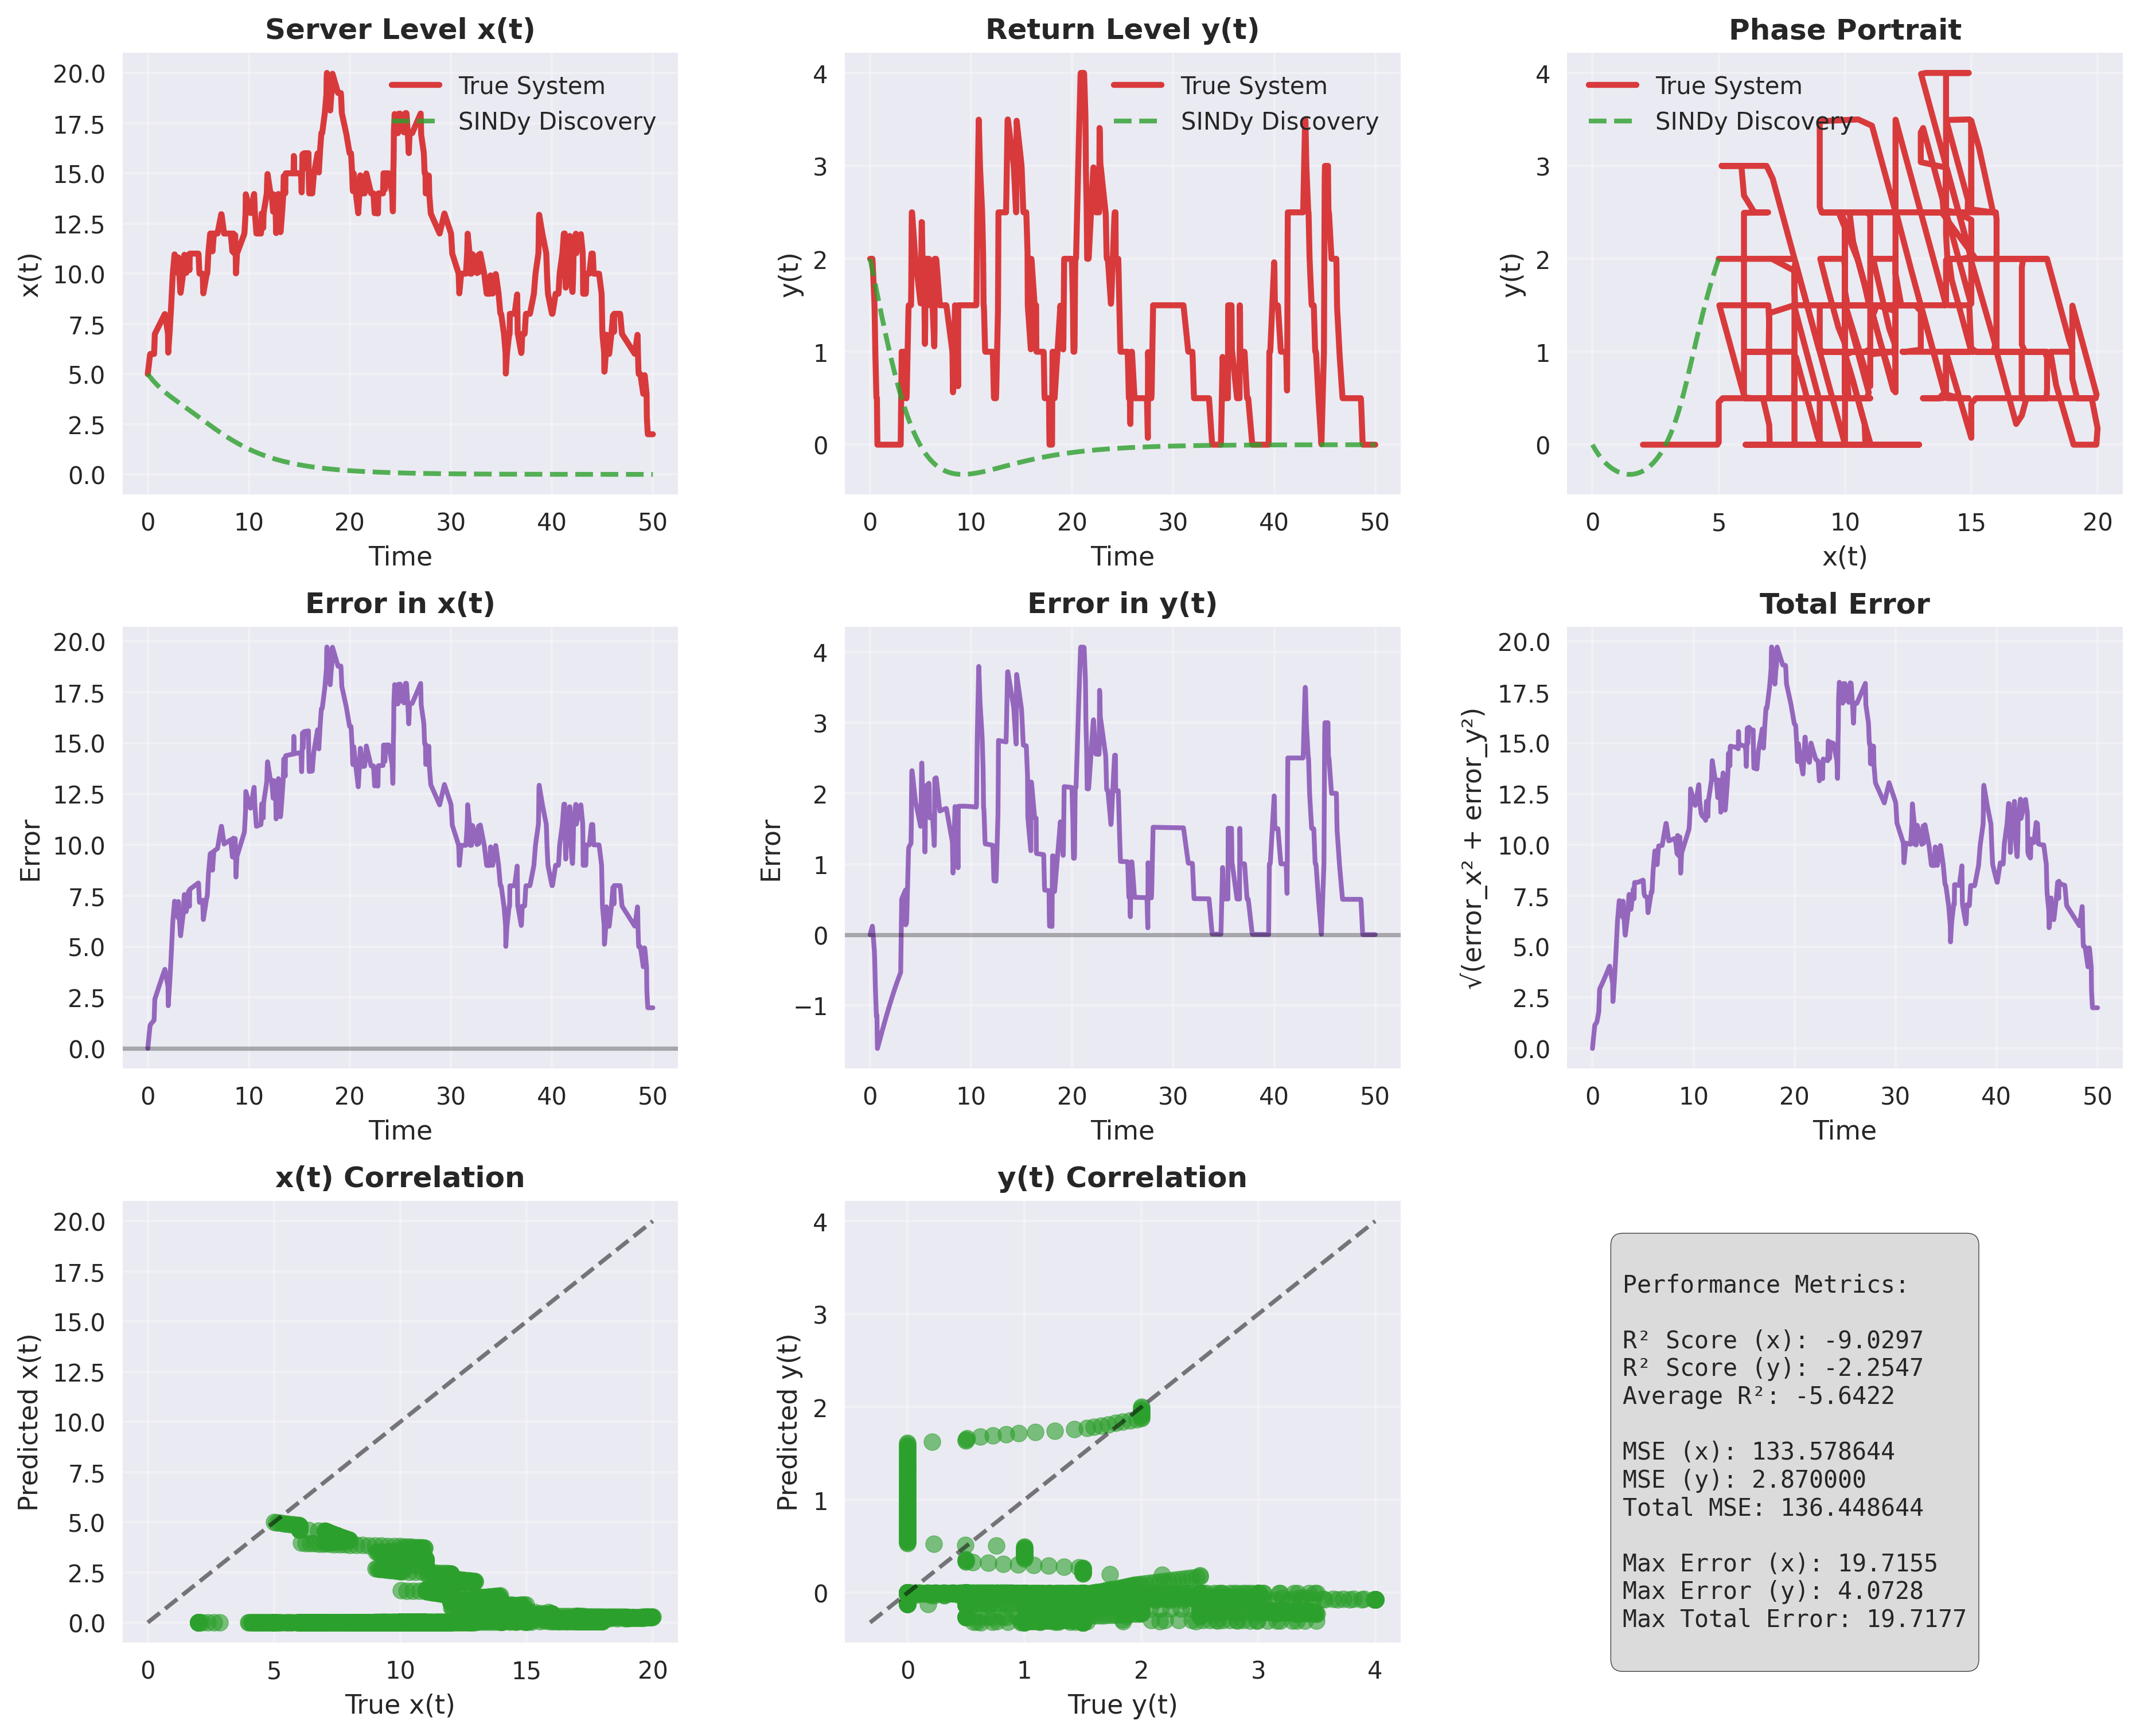 Server Level x(t)
20.0
17.5
15.0
12.5
10.0
7.5
5.0
2.5
0.0
x(t)
True System
SINDy Discovery
0 10 20 30 40 50
Time
Return Level y(t)
4
3
2
1
0
y(t)
True System
SINDy Discovery
0 10 20 30 40 50
Time
Phase Portrait
4
3
2
1
0
y(t)
True System
SINDy Discovery
0 5 10 15 20
x(t)
Error in x(t)
20.0
17.5
15.0
12.5
10.0
7.5
5.0
2.5
0.0
Error
0 10 20 30 40 50
Time
Error in y(t)
4
3
2
1
0
−1
Error
0 10 20 30 40 50
Time
Total Error
20.0
17.5
15.0
12.5
10.0
7.5
5.0
2.5
0.0
√(error_x² + error_y²)
0 10 20 30 40 50
Time
x(t) Correlation
20.0
17.5
15.0
12.5
10.0
7.5
5.0
2.5
0.0
Predicted x(t)
0 5 10 15 20
True x(t)
y(t) Correlation
4
3
2
1
0
Predicted y(t)
0 1 2 3 4
True y(t)
Performance Metrics:
R² Score (x): -9.0297
R² Score (y): -2.2547
Average R²: -5.6422
MSE (x): 133.578644
MSE (y): 2.870000
Total MSE: 136.448644
Max Error (x): 19.7155
Max Error (y): 4.0728
Max Total Error: 19.7177